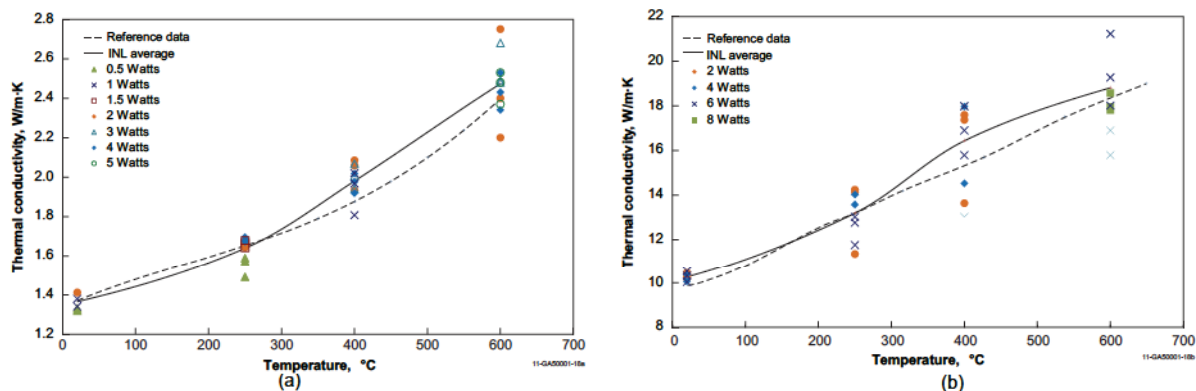 (a)
2.8
2.6
2.4
2.2
2.0
1.8
1.6
1.4
1.2
Thermal conductivity, W/m·K
Reference data
INL average
0.5 Watts
1 Watts
1.5 Watts
2 Watts
3 Watts
4 Watts
5 Watts
0 100 200 300 400 500 600 700
Temperature, °C
11-GA50001-18a
(a)
(b)
22
20
18
16
14
12
10
8
Thermal conductivity, W/m·K
Reference data
INL average
2 Watts
4 Watts
6 Watts
8 Watts
0 100 200 300 400 500 600 700
Temperature, °C
11-GA50001-18b
(b)